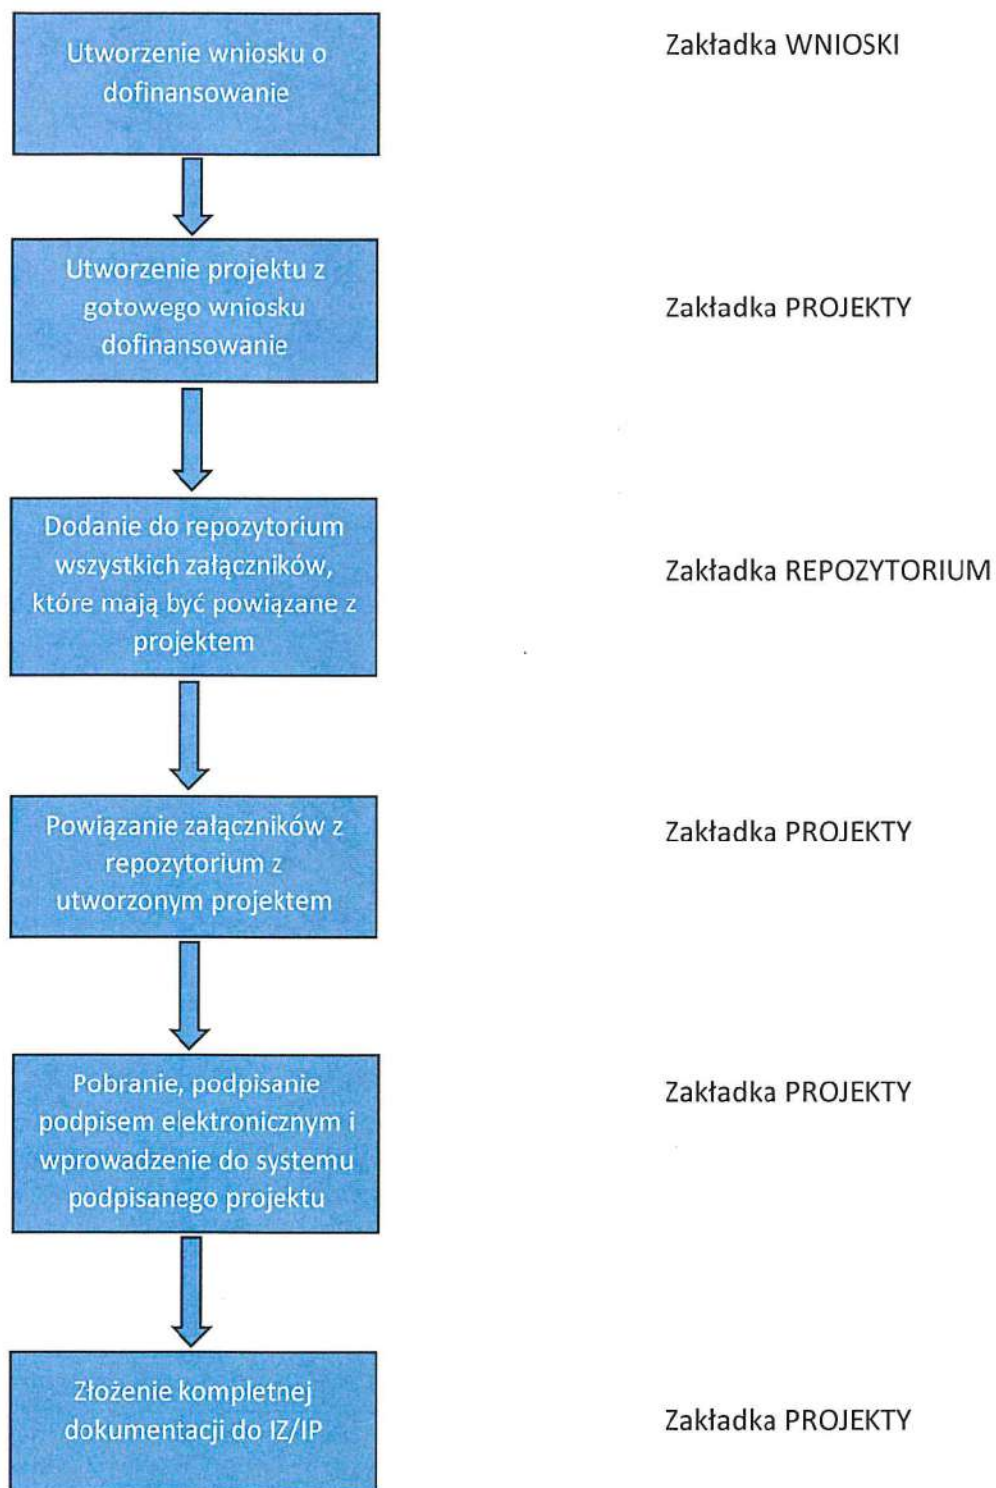 Utworzenie wniosku o
dofinansowanie
Zakładka WNIOSKI
Utworzenie projektu z
gotowego wniosku
dofinansowanie
Zakładka PROJEKTY
Dodanie do repozytorium
wszystkich załączników,
które mają być powiązane z
projektem
Zakładka REPOZYTORIUM
Powiązanie załączników z
repozytorium z
utworzonym projektem
Zakładka PROJEKTY
Pobranie, podpisanie
podpisem elektronicznym i
wprowadzenie do systemu
podpisanego projektu
Zakładka PROJEKTY
Złożenie kompletnej
dokumentacji do IZ/IP
Zakładka PROJEKTY